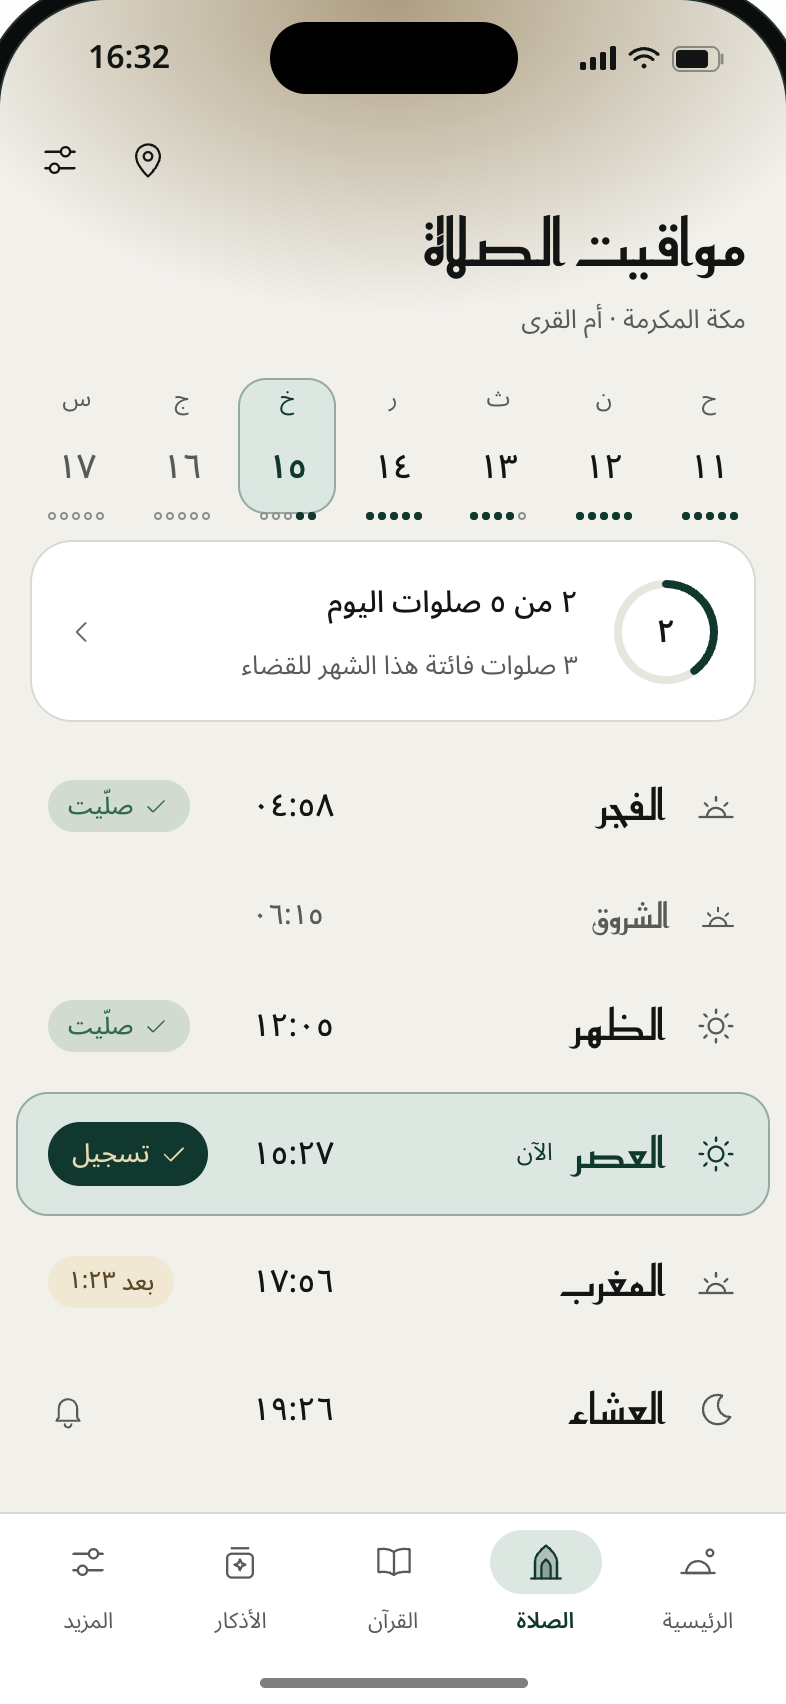 16:32
مواقيت الصلاة
مكة المكرمة · أم القرى
ح ن ث ر خ ج س
١١ ١٢ ١٣ ١٤ ١٥ ١٦ ١٧
٢
٢ من ٥ صلوات اليوم
٣ صلوات فائتة هذا الشهر للقضاء
الفجر ٠٤:٥٨ صلّيت
الشروق ٠٦:١٥
الظهر ١٢:٠٥ صلّيت
العصر الآن ١٥:٢٧ تسجيل
المغرب ١٧:٥٦ بعد ١:٢٣
العشاء ١٩:٢٦
الرئيسية الصلاة القرآن الأذكار المزيد